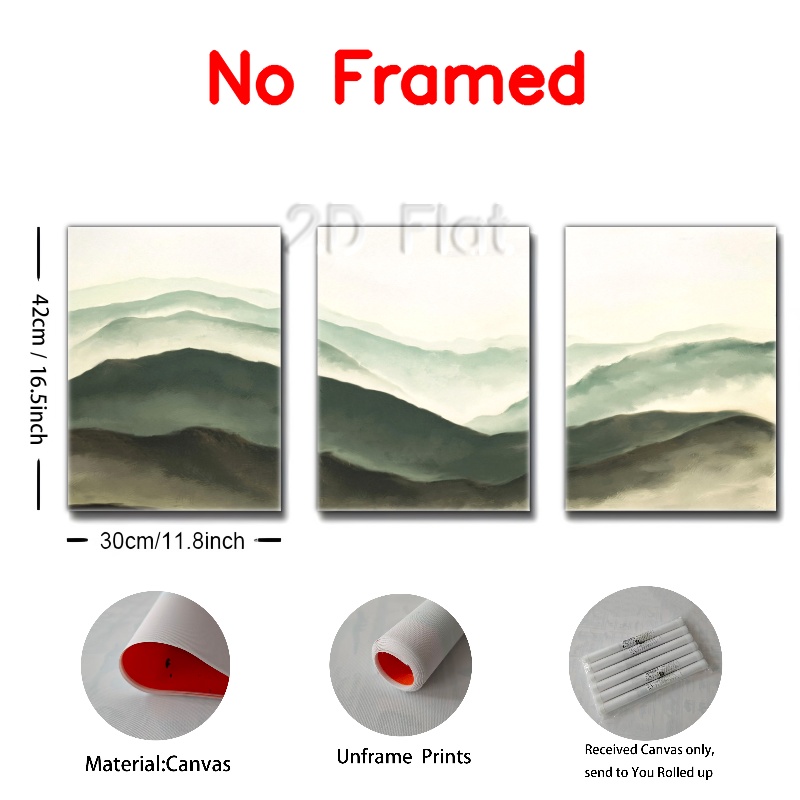 No Framed
2D Flat
42cm / 16.5inch
30cm/11.8inch
Material:Canvas
Unframe Prints
Received Canvas only,
send to You Rolled up